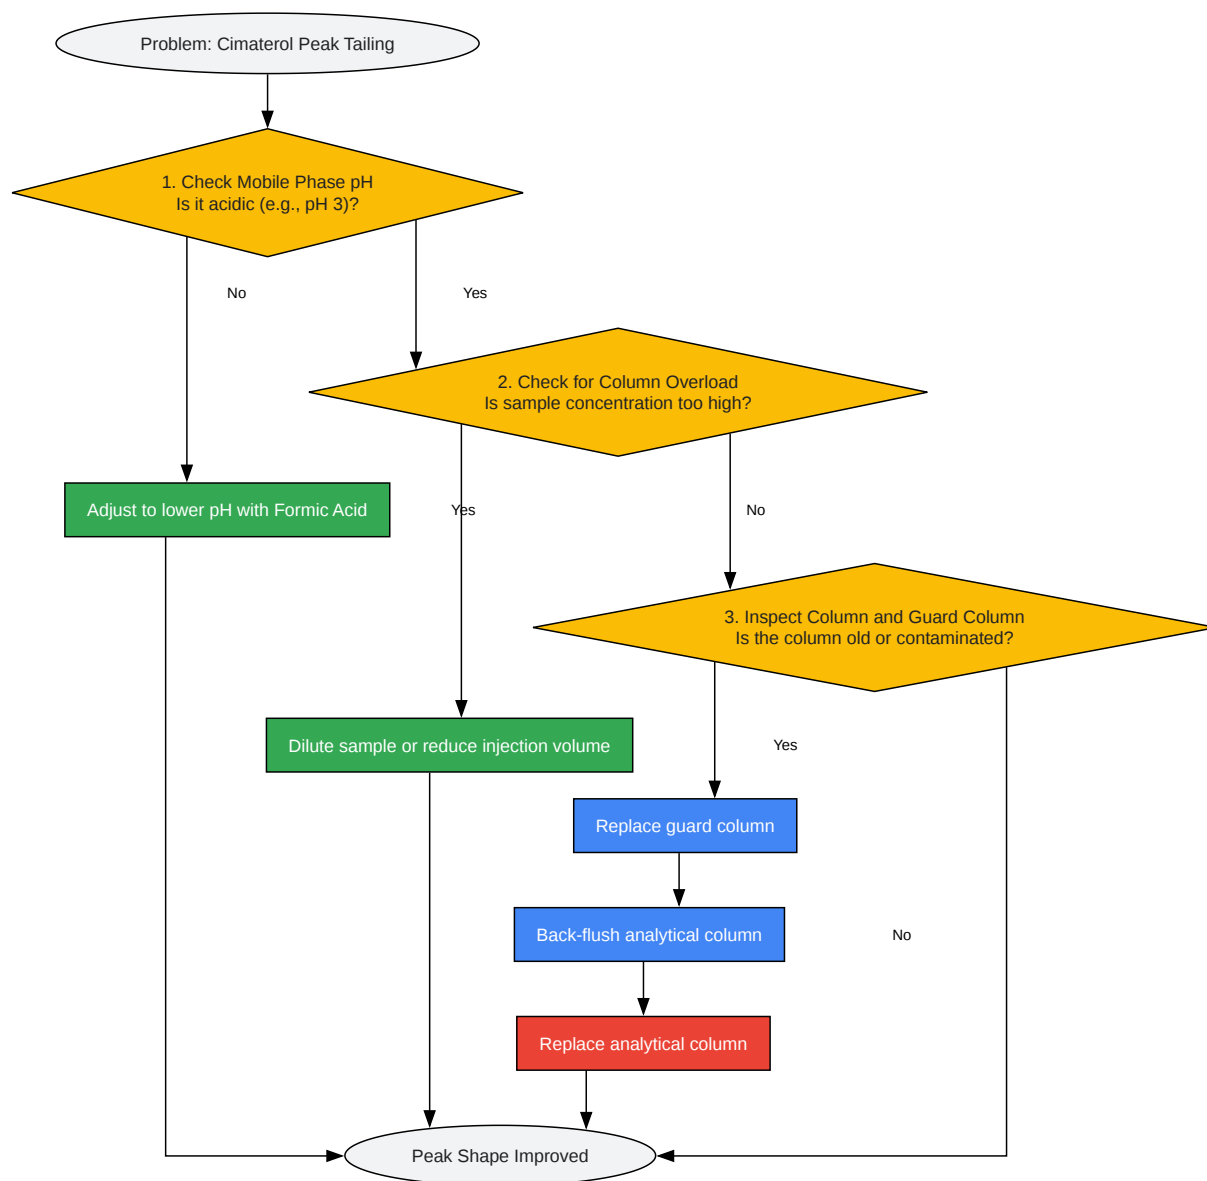 Problem: Cimaterol Peak Tailing
1. Check Mobile Phase pH
Is it acidic (e.g., pH 3)?
No
Yes
2. Check for Column Overload
Is sample concentration too high?
Adjust to lower pH with Formic Acid
Yes
No
3. Inspect Column and Guard Column
Is the column old or contaminated?
Dilute sample or reduce injection volume
Yes
Replace guard column
Back-flush analytical column
No
Replace analytical column
Peak Shape Improved